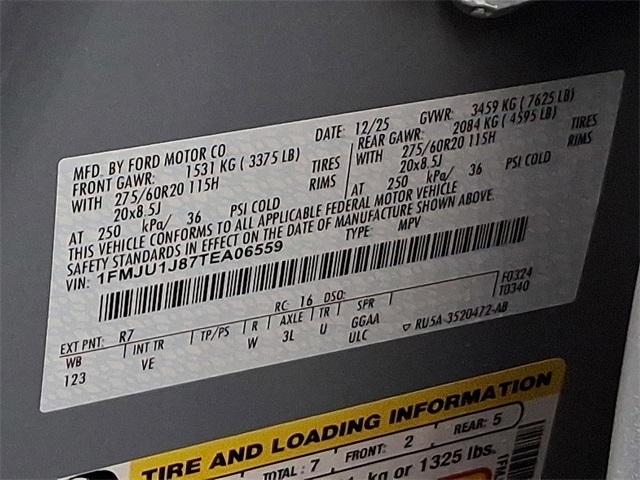 MFD. BY FORD MOTOR CO. DATE: 12/25 GVWR: 3459 KG ( 7625 LB)
FRONT GAWR: 1531 KG ( 3375 LB) REAR GAWR: 2084 KG ( 4595 LB)
WITH 275/60R20 115H TIRES WITH 275/60R20 115H TIRES
20x8.5J RIMS 20x8.5J RIMS
AT 250 kPa/ 36 PSI COLD AT 250 kPa/ 36 PSI COLD
THIS VEHICLE CONFORMS TO ALL APPLICABLE FEDERAL MOTOR VEHICLE
SAFETY STANDARDS IN EFFECT ON THE DATE OF MANUFACTURE SHOWN ABOVE.
VIN: 1FMJU1J87TEA06559 TYPE: MPV
F0324
T0340
EXT PNT: R7 RC: 16 DSO:
WB INT TR TP/PS R AXLE TR SPR
123 VE W 3L U GGAA
ULC ▽ RU5A-3520472-AB
TIRE AND LOADING INFORMATION
TOTAL : 7 FRONT: 2 REAR: 5
kg or 1325 lbs.